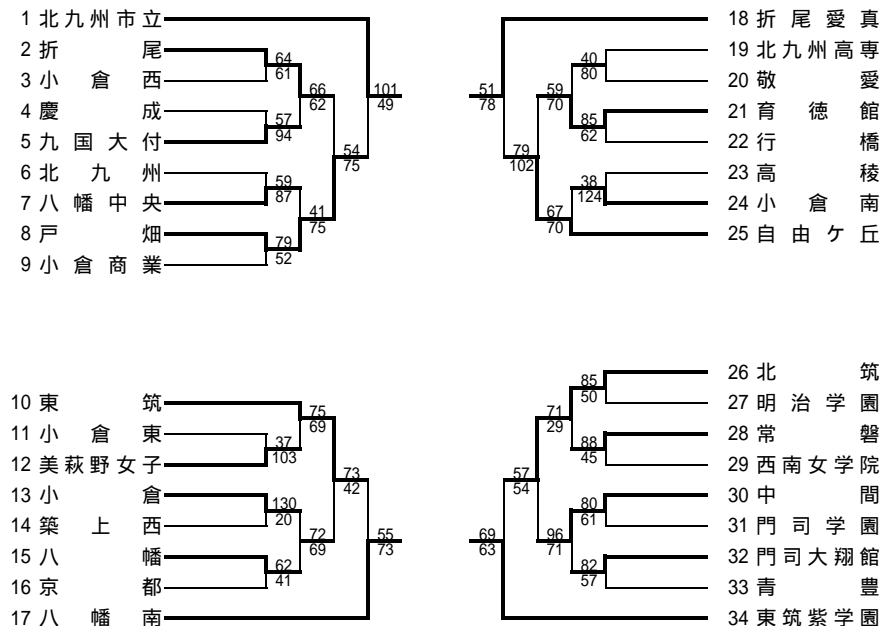 1 北九州市立
2 折尾
64
61
3 小倉西
66
62
4 慶成
57
94
5 九国大付
101
49
54
75
6 北九州
59
87
7 八幡中央
41
75
8 戸畑
79
52
9 小倉商業
18 折尾愛真
19 北九州高専
40
80
20 敬愛
51
78
59
70
21 育徳館
85
62
22 行橋
79
102
23 高稜
38
124
24 小倉南
67
70
25 自由ケ丘
10 東筑
75
69
11 小倉東
37
103
12 美萩野女子
73
42
13 小倉
130
20
14 築上西
72
69
15 八幡
62
41
16 京都
55
73
17 八幡南
26 北筑
85
50
27 明治学園
71
29
28 常磐
88
45
29 西南女学院
57
54
30 中間
80
61
31 門司学園
69
63
96
71
32 門司大翔館
82
57
33 青豊
34 東筑紫学園